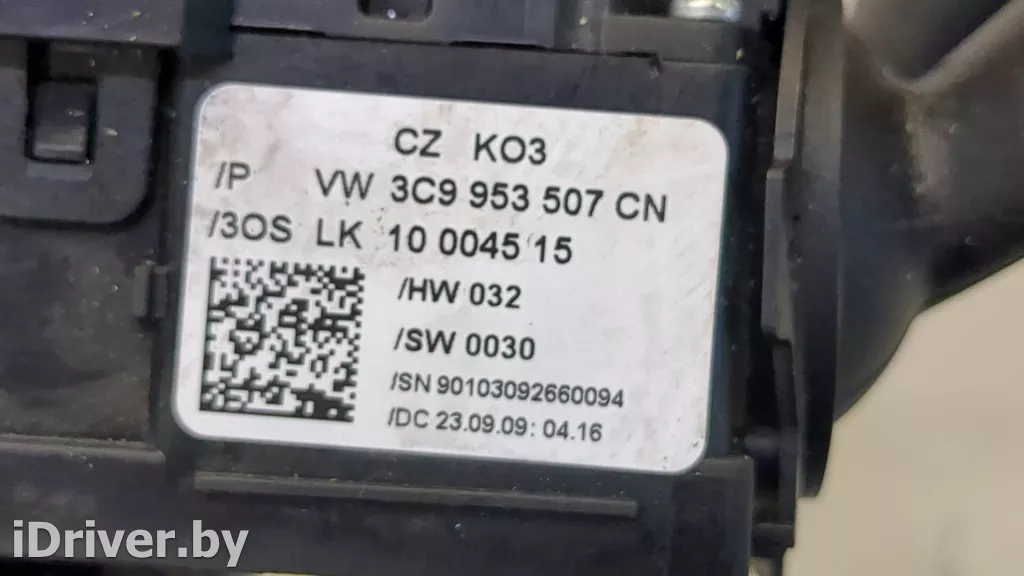 CZ KO3
/P VW 3C9 953 507 CN
/3OS LK 10 0045 15
/HW 032
/SW 0030
/SN 90103092660094
/DC 23.09.09: 04.16
iDriver.by